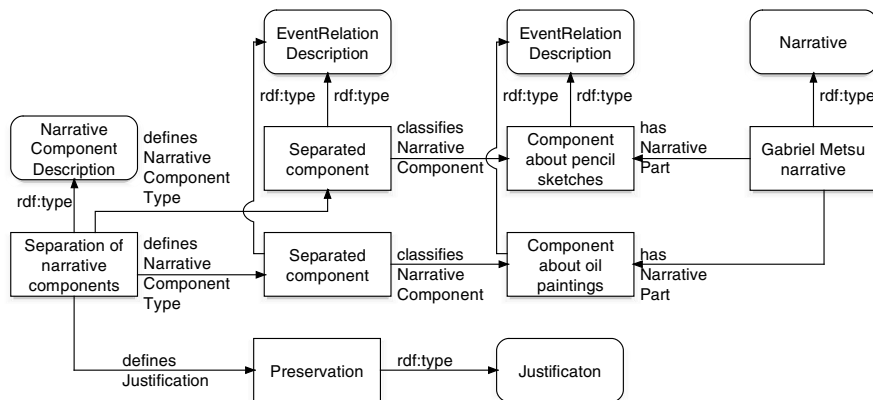 EventRelation
Description
EventRelation
Description
Narrative
rdf:type
rdf:type
rdf:type
rdf:type
rdf:type
Narrative
Component
Description
defines
Narrative
Component
Type
Separated
component
classifies
Narrative
Component
Component
about pencil
sketches
has
Narrative
Part
Gabriel Metsu
narrative
rdf:type
Separation of
narrative
components
defines
Narrative
Component
Type
Separated
component
classifies
Narrative
Component
Component
about oil
paintings
has
Narrative
Part
defines
Justification
Preservation
rdf:type
Justificaton